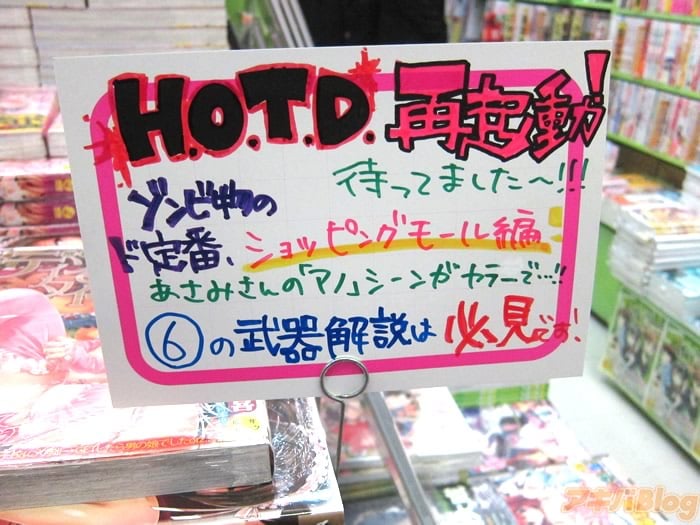 H.O.T.D. 再起動!
待ってました~!!!
ゾンビ物の
ド定番、ショッピングモール編
あさみさんの「アノ」シーンがカラーで…!!
⑥の武器解説は必見です!
アキバBlog